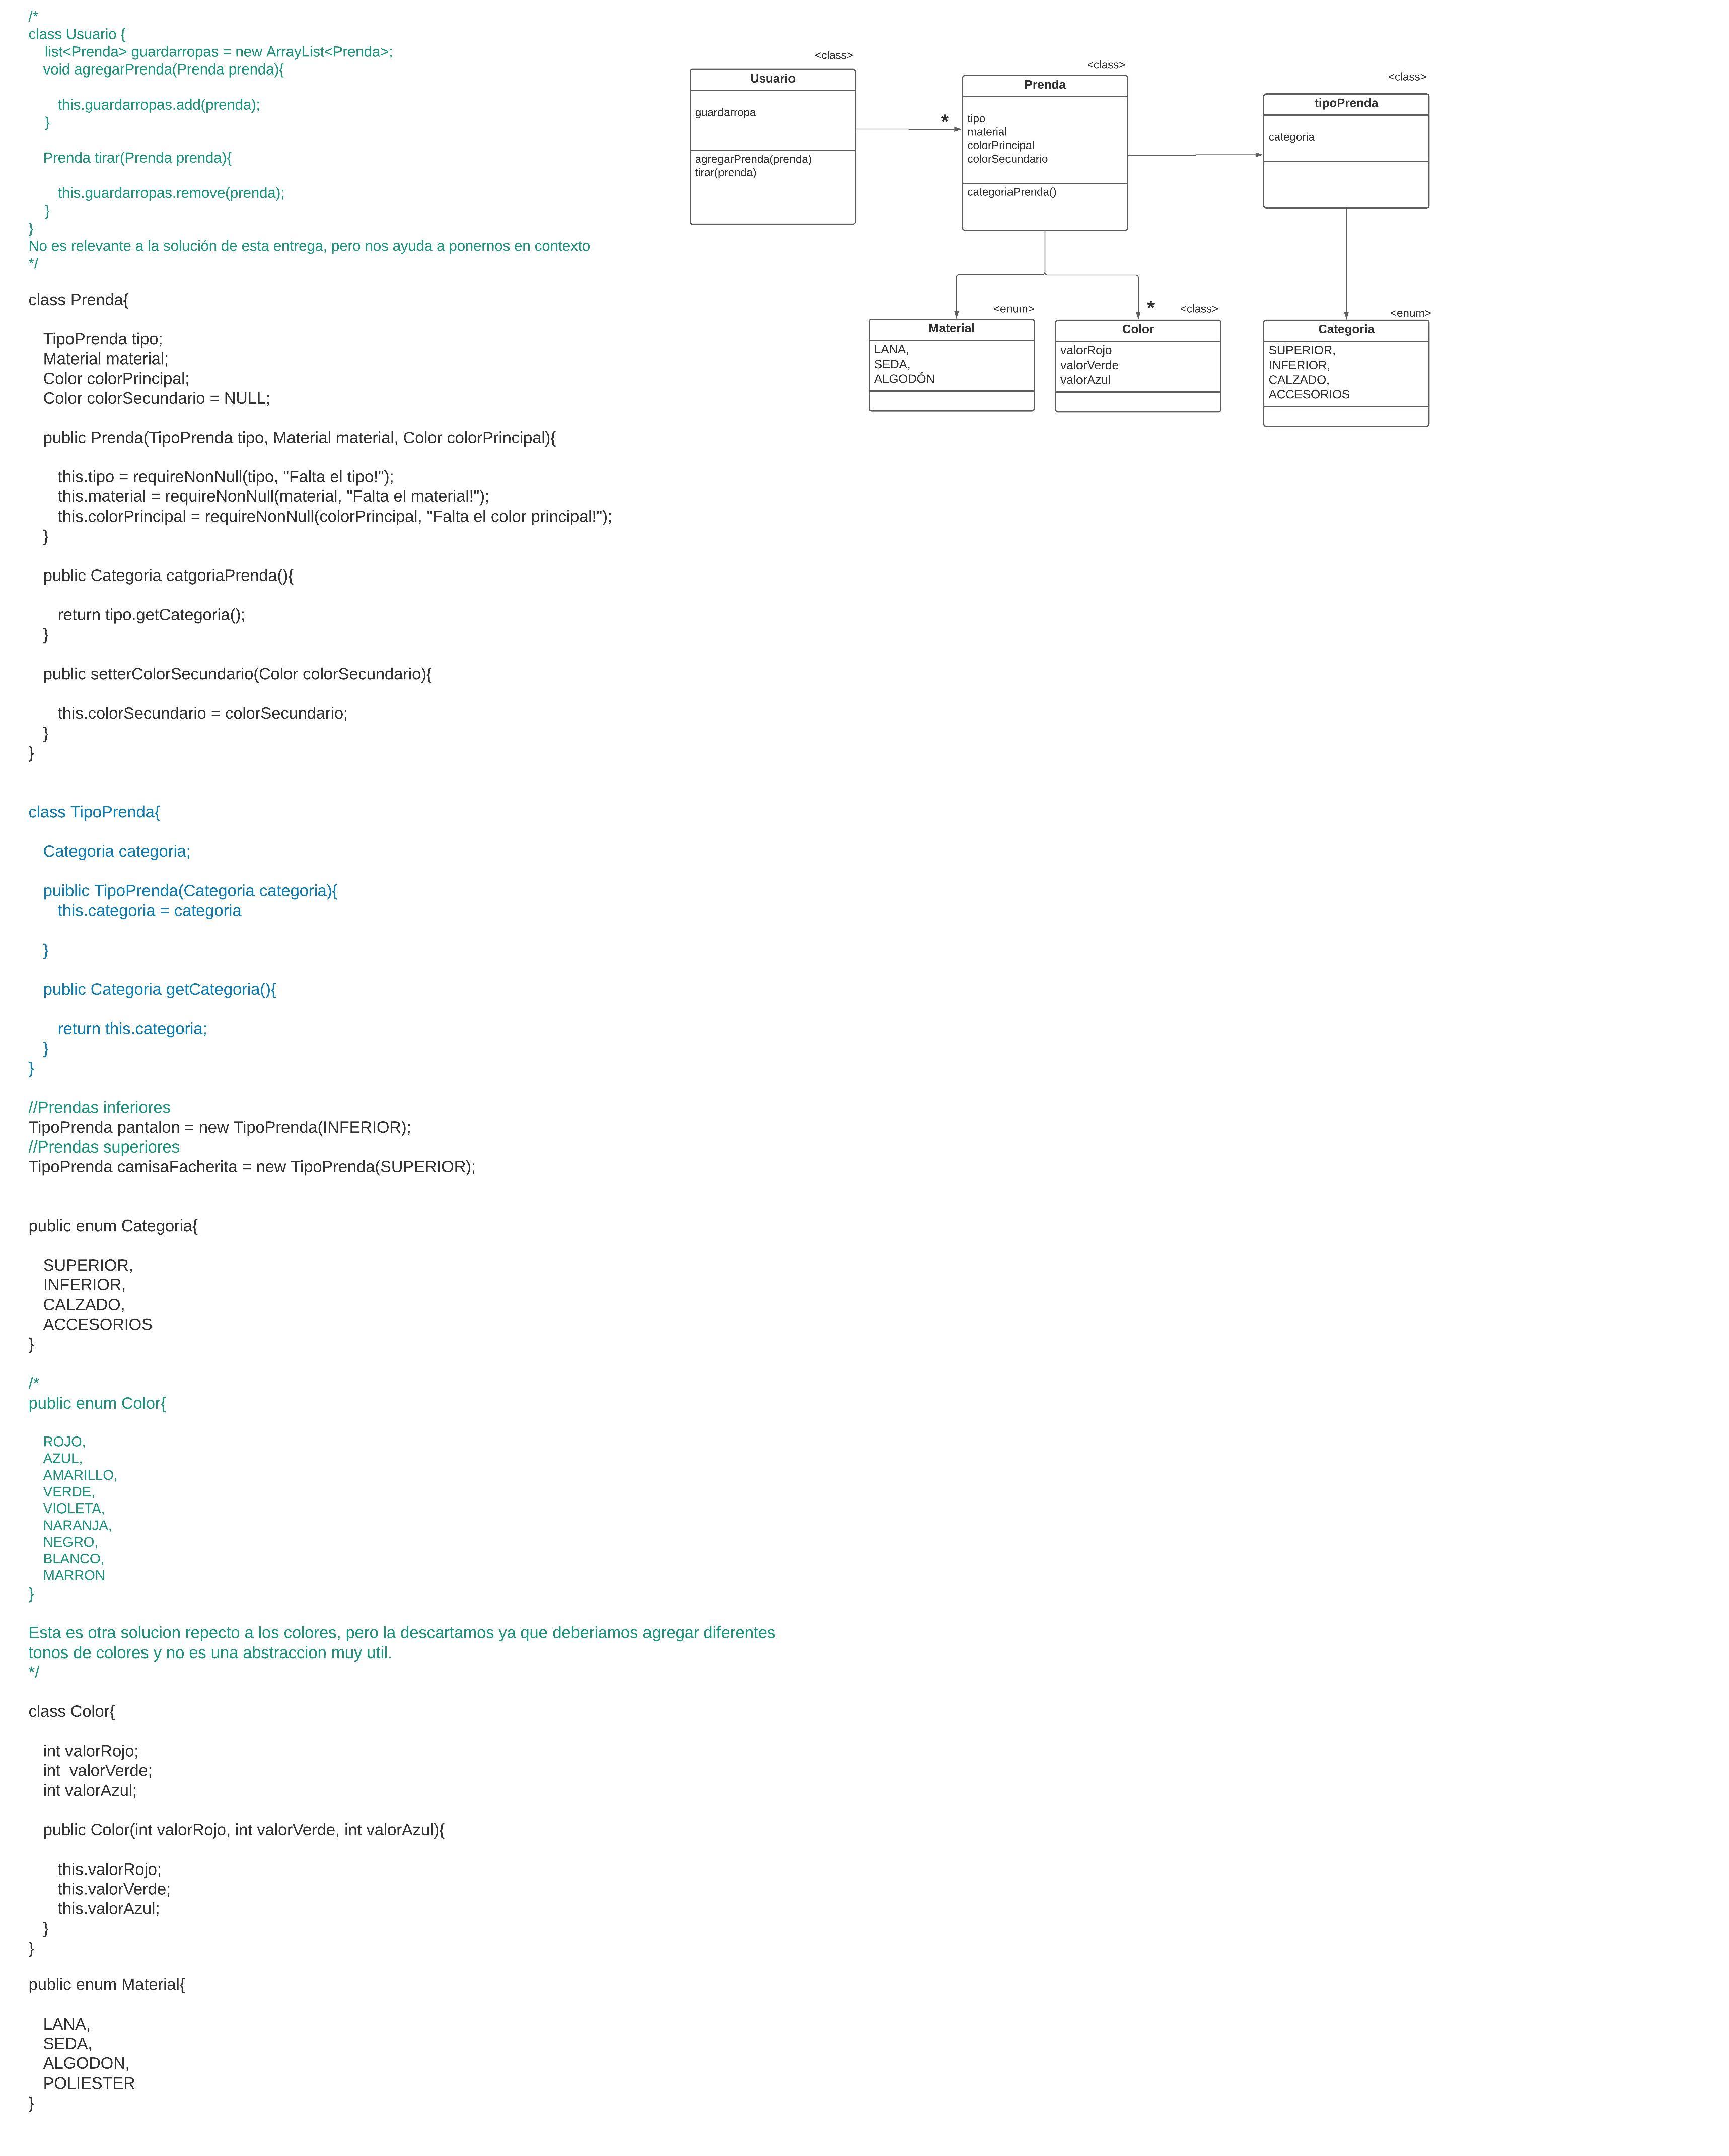 /*
class Usuario {
list<Prenda> guardarropas = new ArrayList<Prenda>;
void agregarPrenda(Prenda prenda){
this.guardarropas.add(prenda);
}
Prenda tirar(Prenda prenda){
this.guardarropas.remove(prenda);
}
}
No es relevante a la solución de esta entrega, pero nos ayuda a ponernos en contexto
*/
class Prenda{
TipoPrenda tipo;
Material material;
Color colorPrincipal;
Color colorSecundario = NULL;
public Prenda(TipoPrenda tipo, Material material, Color colorPrincipal){
this.tipo = requireNonNull(tipo, "Falta el tipo!");
this.material = requireNonNull(material, "Falta el material!");
this.colorPrincipal = requireNonNull(colorPrincipal, "Falta el color principal!");
}
public Categoria catgoriaPrenda(){
return tipo.getCategoria();
}
public setterColorSecundario(Color colorSecundario){
this.colorSecundario = colorSecundario;
}
}
class TipoPrenda{
Categoria categoria;
puiblic TipoPrenda(Categoria categoria){
this.categoria = categoria
}
public Categoria getCategoria(){
return this.categoria;
}
}
//Prendas inferiores
TipoPrenda pantalon = new TipoPrenda(INFERIOR);
//Prendas superiores
TipoPrenda camisaFacherita = new TipoPrenda(SUPERIOR);
public enum Categoria{
SUPERIOR,
INFERIOR,
CALZADO,
ACCESORIOS
}
/*
public enum Color{
ROJO,
AZUL,
AMARILLO,
VERDE,
VIOLETA,
NARANJA,
NEGRO,
BLANCO,
MARRON
}
Esta es otra solucion repecto a los colores, pero la descartamos ya que deberiamos agregar diferentes
tonos de colores y no es una abstraccion muy util.
*/
class Color{
int valorRojo;
int  valorVerde;
int valorAzul;
public Color(int valorRojo, int valorVerde, int valorAzul){
this.valorRojo;
this.valorVerde;
this.valorAzul;
}
}
public enum Material{
LANA,
SEDA,
ALGODON,
POLIESTER
}
<class>
Usuario
guardarropa
agregarPrenda(prenda)
tirar(prenda)
*
<class>
Prenda
tipo
material
colorPrincipal
colorSecundario
categoriaPrenda()
<class>
tipoPrenda
categoria
<enum>
Material
LANA,
SEDA,
ALGODÓN
*
<class>
Color
valorRojo
valorVerde
valorAzul
<enum>
Categoria
SUPERIOR,
INFERIOR,
CALZADO,
ACCESORIOS